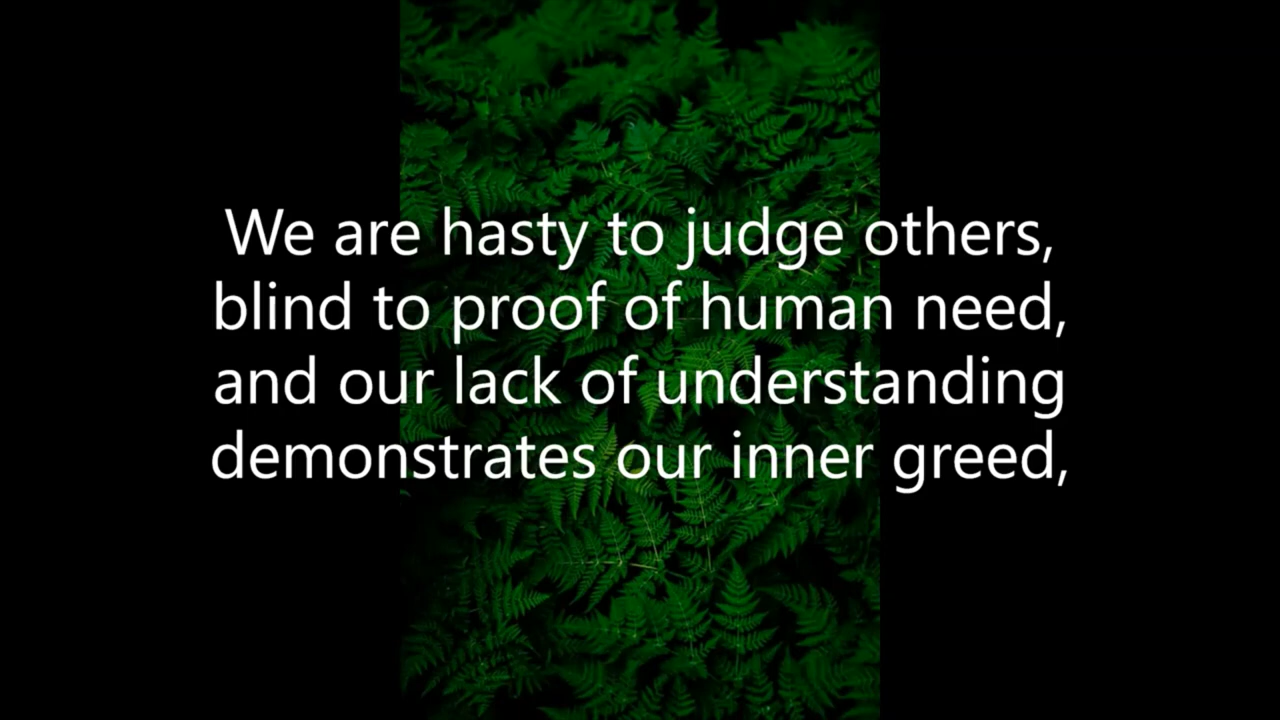 We are hasty to judge others,
blind to proof of human need,
and our lack of understanding
demonstrates our inner greed,